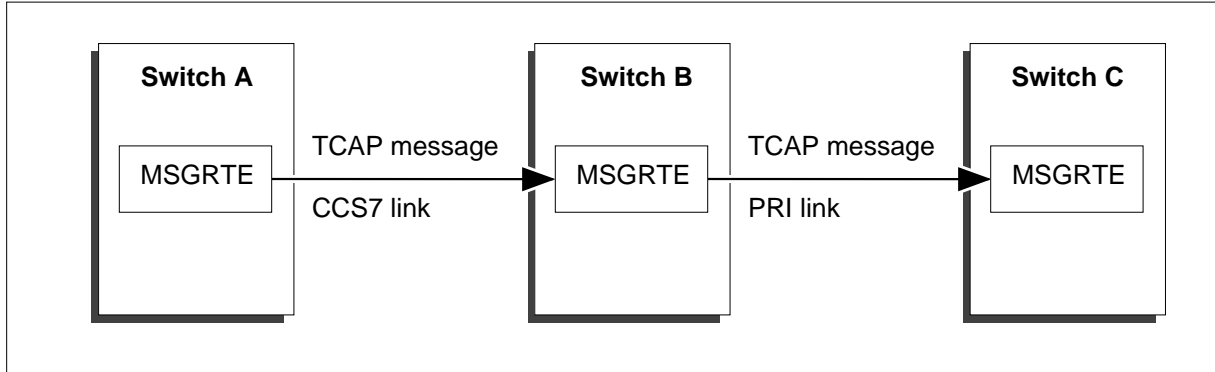 Switch A
Switch B
Switch C
MSGRTE
TCAP message
CCS7 link
MSGRTE
TCAP message
PRI link
MSGRTE